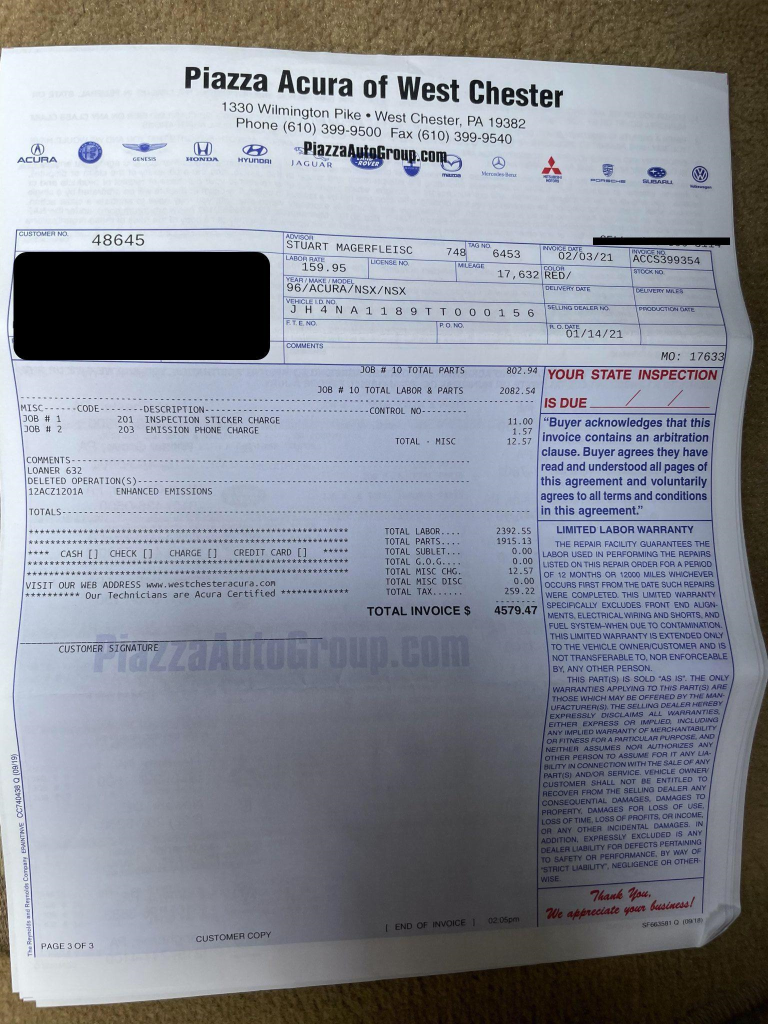 Piazza Acura of West Chester
1330 Wilmington Pike • West Chester, PA 19382
Phone (610) 399-9500 Fax (610) 399-9540
PiazzaAutoGroup.com
ACURA
GENESIS
HONDA
HYUNDAI
JAGUAR
LAND ROVER
mazda
Mercedes-Benz
MITSUBISHI MOTORS
PORSCHE
SUBARU
Volkswagen
CUSTOMER NO. 48645
ADVISOR STUART MAGERFLEISC 748
TAG NO. 6453
INVOICE DATE 02/03/21
INVOICE NO. ACCS399354
LABOR RATE 159.95
LICENSE NO.
MILEAGE 17,632
COLOR RED/
STOCK NO.
YEAR / MAKE / MODEL 96/ACURA/NSX/NSX
DELIVERY DATE
DELIVERY MILES
VEHICLE I.D. NO. JH4NA1189TT000156
SELLING DEALER NO.
PRODUCTION DATE
F. T. E. NO.
P. O. NO.
R. O. DATE 01/14/21
COMMENTS
MO: 17633
JOB # 10 TOTAL PARTS 802.94
JOB # 10 TOTAL LABOR & PARTS 2082.54
MISC------CODE--------DESCRIPTION--------------------------------CONTROL NO--------
JOB # 1 201 INSPECTION STICKER CHARGE 11.00
JOB # 2 203 EMISSION PHONE CHARGE 1.57
TOTAL - MISC 12.57
COMMENTS----
LOANER 632
DELETED OPERATION(S)----
12ACZ1201A ENHANCED EMISSIONS
TOTALS----
TOTAL LABOR.... 2392.55
TOTAL PARTS.... 1915.13
**** CASH [] CHECK [] CHARGE [] CREDIT CARD [] *****
TOTAL SUBLET... 0.00
TOTAL G.O.G.... 0.00
TOTAL MISC CHG. 12.57
VISIT OUR WEB ADDRESS www.westchesteracura.com
TOTAL MISC DISC 0.00
********** Our Technicians are Acura Certified ************
TOTAL TAX...... 259.22
TOTAL INVOICE $ 4579.47
CUSTOMER SIGNATURE
PiazzaAutoGroup.com
YOUR STATE INSPECTION
IS DUE / /
"Buyer acknowledges that this
invoice contains an arbitration
clause. Buyer agrees they have
read and understood all pages of
this agreement and voluntarily
agrees to all terms and conditions
in this agreement."
LIMITED LABOR WARRANTY
THE REPAIR FACILITY GUARANTEES THE
LABOR USED IN PERFORMING THE REPAIRS
LISTED ON THIS REPAIR ORDER FOR A PERIOD
OF 12 MONTHS OR 12000 MILES WHICHEVER
OCCURS FIRST FROM THE DATE SUCH REPAIRS
WERE COMPLETED. THIS LIMITED WARRANTY
SPECIFICALLY EXCLUDES FRONT END ALIGN-
MENTS, ELECTRICAL WIRING AND SHORTS, AND
FUEL SYSTEM–WHEN DUE TO CONTAMINATION.
THIS LIMITED WARRANTY IS EXTENDED ONLY
TO THE VEHICLE OWNER/CUSTOMER AND IS
NOT TRANSFERABLE TO, NOR ENFORCEABLE
BY, ANY OTHER PERSON.
THIS PART(S) IS SOLD "AS IS". THE ONLY
WARRANTIES APPLYING TO THIS PART(S) ARE
THOSE WHICH MAY BE OFFERED BY THE MAN-
UFACTURER(S). THE SELLING DEALER HEREBY
EXPRESSLY DISCLAIMS ALL WARRANTIES,
EITHER EXPRESS OR IMPLIED, INCLUDING
ANY IMPLIED WARRANTY OF MERCHANTABILITY
OR FITNESS FOR A PARTICULAR PURPOSE, AND
NEITHER ASSUMES NOR AUTHORIZES ANY
OTHER PERSON TO ASSUME FOR IT ANY LIA-
BILITY IN CONNECTION WITH THE SALE OF ANY
PART(S) AND/OR SERVICE. VEHICLE OWNER/
CUSTOMER SHALL NOT BE ENTITLED TO
RECOVER FROM THE SELLING DEALER ANY
CONSEQUENTIAL DAMAGES, DAMAGES TO
PROPERTY, DAMAGES FOR LOSS OF USE,
LOSS OF TIME, LOSS OF PROFITS, OR INCOME,
OR ANY OTHER INCIDENTAL DAMAGES. IN
ADDITION, EXPRESSLY EXCLUDED IS ANY
DEALER LIABILITY FOR DEFECTS PERTAINING
TO SAFETY OR PERFORMANCE, BY WAY OF
"STRICT LIABILITY", NEGLIGENCE OR OTHER-
WISE.
Thank You,
We appreciate your business!
The Reynolds and Reynolds Company CC740436 Q (09/19)
PAGE 3 OF 3
CUSTOMER COPY
[ END OF INVOICE ] 02:05pm
SF663581 Q (09/18)